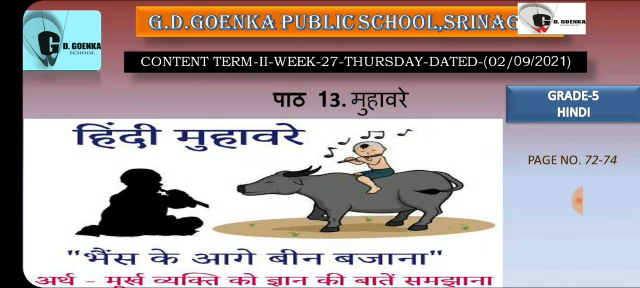 G.D.GOENKA PUBLIC SCHOOL,SRINAG
D. GOENKA
SCHOOL
CONTENT TERM-II-WEEK-27-THURSDAY-DATED-(02/09/2021)
पाठ 13. मुहावरे
GRADE-5
HINDI
हिंदी मुहावरे
PAGE NO. 72-74
"भैंस के आगे बीन बजाना"
अर्थ - मूर्ख व्यक्ति को ज्ञान की बातें समझाना